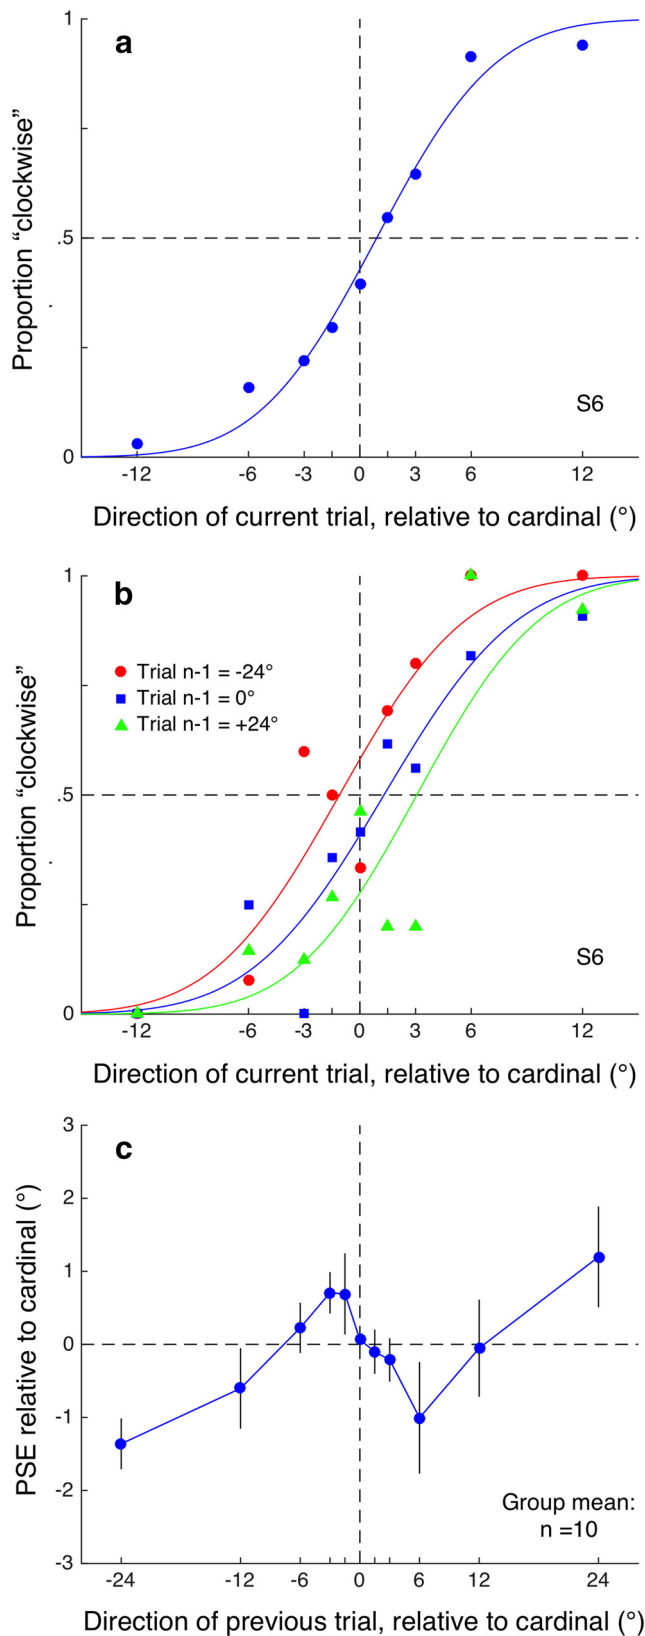 a
1
.5
0
Proportion “clockwise”
S6
-12 -6 -3 0 3 6 12
Direction of current trial, relative to cardinal (°)
b
1
.5
0
Proportion “clockwise”
Trial n-1 = -24°
Trial n-1 = 0°
Trial n-1 = +24°
S6
-12 -6 -3 0 3 6 12
Direction of current trial, relative to cardinal (°)
c
3
2
1
0
-1
-2
-3
PSE relative to cardinal (°)
Group mean:
n =10
-24 -12 -6 0 6 12 24
Direction of previous trial, relative to cardinal (°)